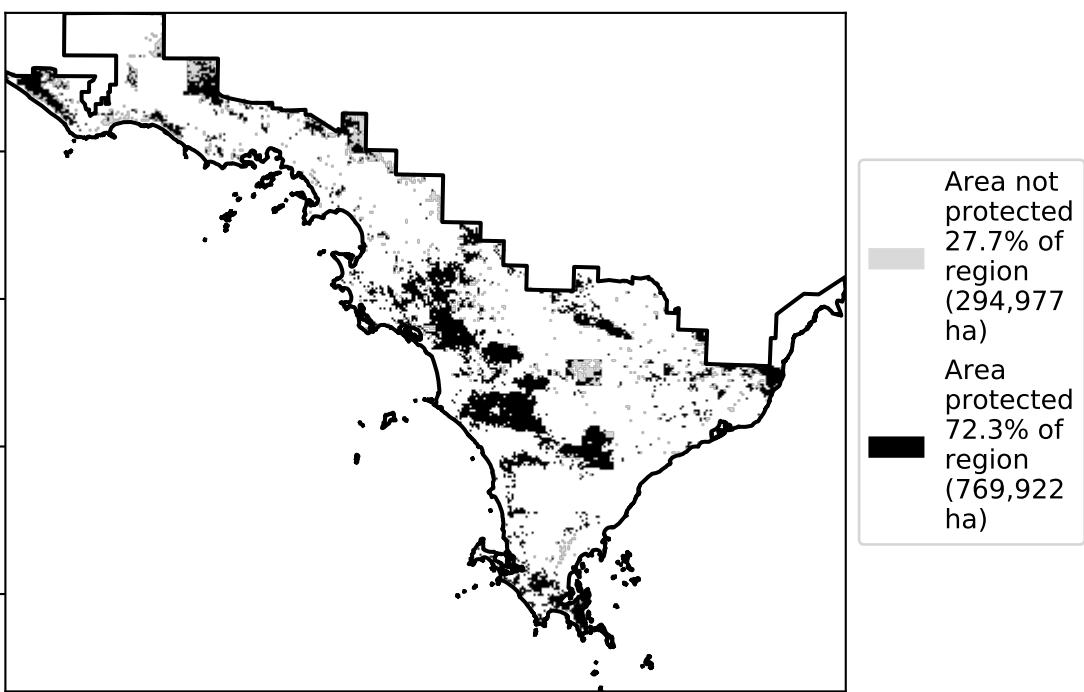 Area not
protected
27.7% of
region
(294,977
ha)
Area
protected
72.3% of
region
(769,922
ha)